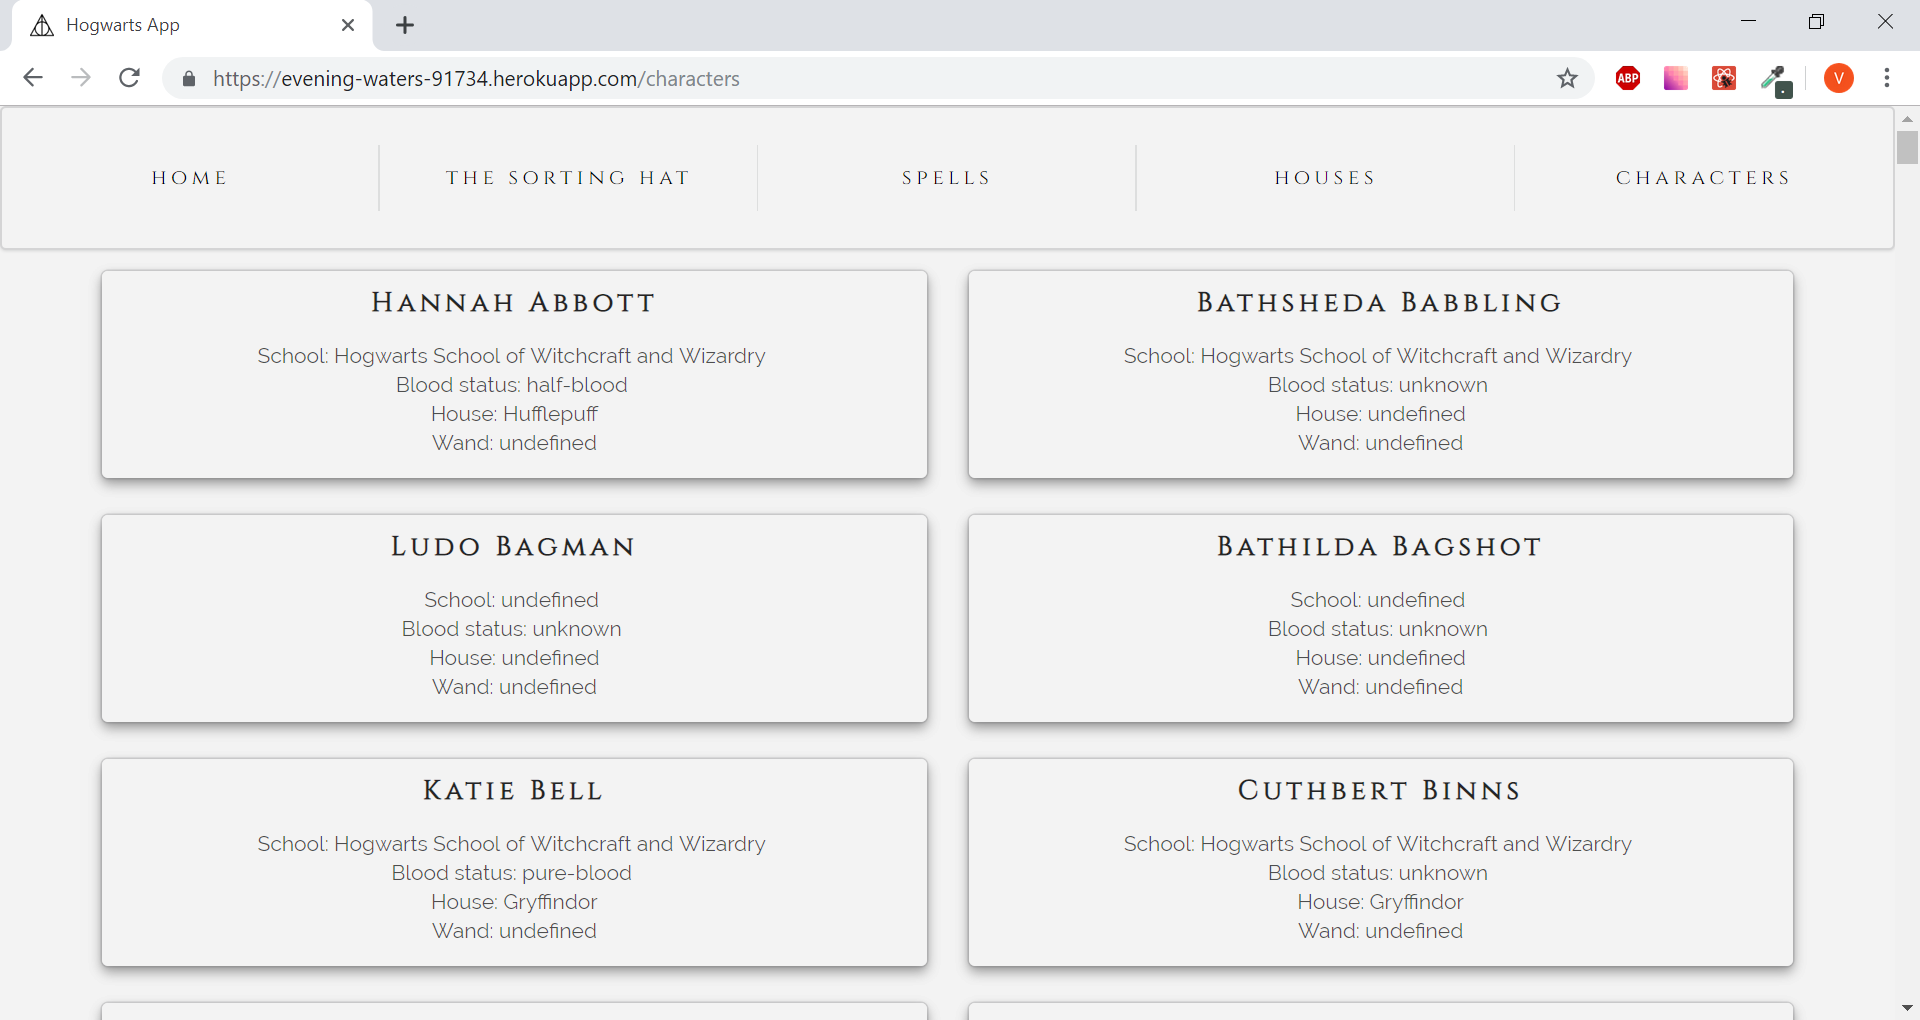 Hogwarts App
https://evening-waters-91734.herokuapp.com/characters
ABP
V
HOME
THE SORTING HAT
SPELLS
HOUSES
CHARACTERS
Hannah Abbott
School: Hogwarts School of Witchcraft and Wizardry
Blood status: half-blood
House: Hufflepuff
Wand: undefined
Bathsheda Babbling
School: Hogwarts School of Witchcraft and Wizardry
Blood status: unknown
House: undefined
Wand: undefined
Ludo Bagman
School: undefined
Blood status: unknown
House: undefined
Wand: undefined
Bathilda Bagshot
School: undefined
Blood status: unknown
House: undefined
Wand: undefined
Katie Bell
School: Hogwarts School of Witchcraft and Wizardry
Blood status: pure-blood
House: Gryffindor
Wand: undefined
Cuthbert Binns
School: Hogwarts School of Witchcraft and Wizardry
Blood status: unknown
House: Gryffindor
Wand: undefined